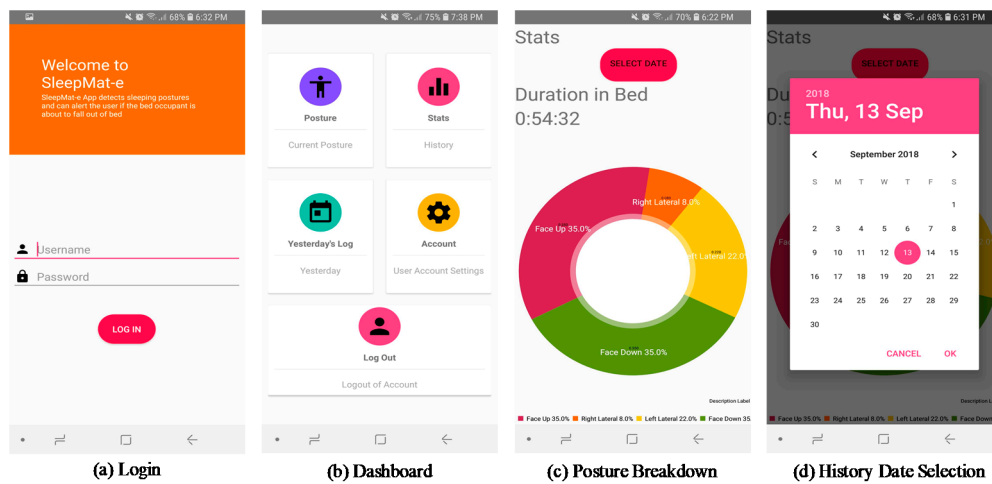 68% 6:32 PM
Welcome to
SleepMat-e
SleepMat-e App detects sleeping postures
and can alert the user if the bed occupant is
about to fall out of bed
Username
Password
LOG IN
(a) Login
75% 7:38 PM
Posture
Current Posture
Stats
History
Yesterday's Log
Yesterday
Account
User Account Settings
Log Out
Logout of Account
(b) Dashboard
70% 6:22 PM
Stats
SELECT DATE
Duration in Bed
0:54:32
Right Lateral 8.0%
Face Up 35.0%
ft Lateral 22.0
Face Down 35.0%
Description Label
Face Up 35.0% Right Lateral 8.0% Left Lateral 22.0% Face Down 35
(c) Posture Breakdown
68% 6:31 PM
Stats
SELECT DATE
Du
0:5
2018
Thu, 13 Sep
September 2018
S M T W T F S
1
2 3 4 5 6 7 8
9 10 11 12 13 14 15
16 17 18 19 20 21 22
23 24 25 26 27 28 29
30
CANCEL OK
Description L
Face Up 35.0% Right Lateral 8.0% Left Lateral 22.0% Face Down
(d) History Date Selection